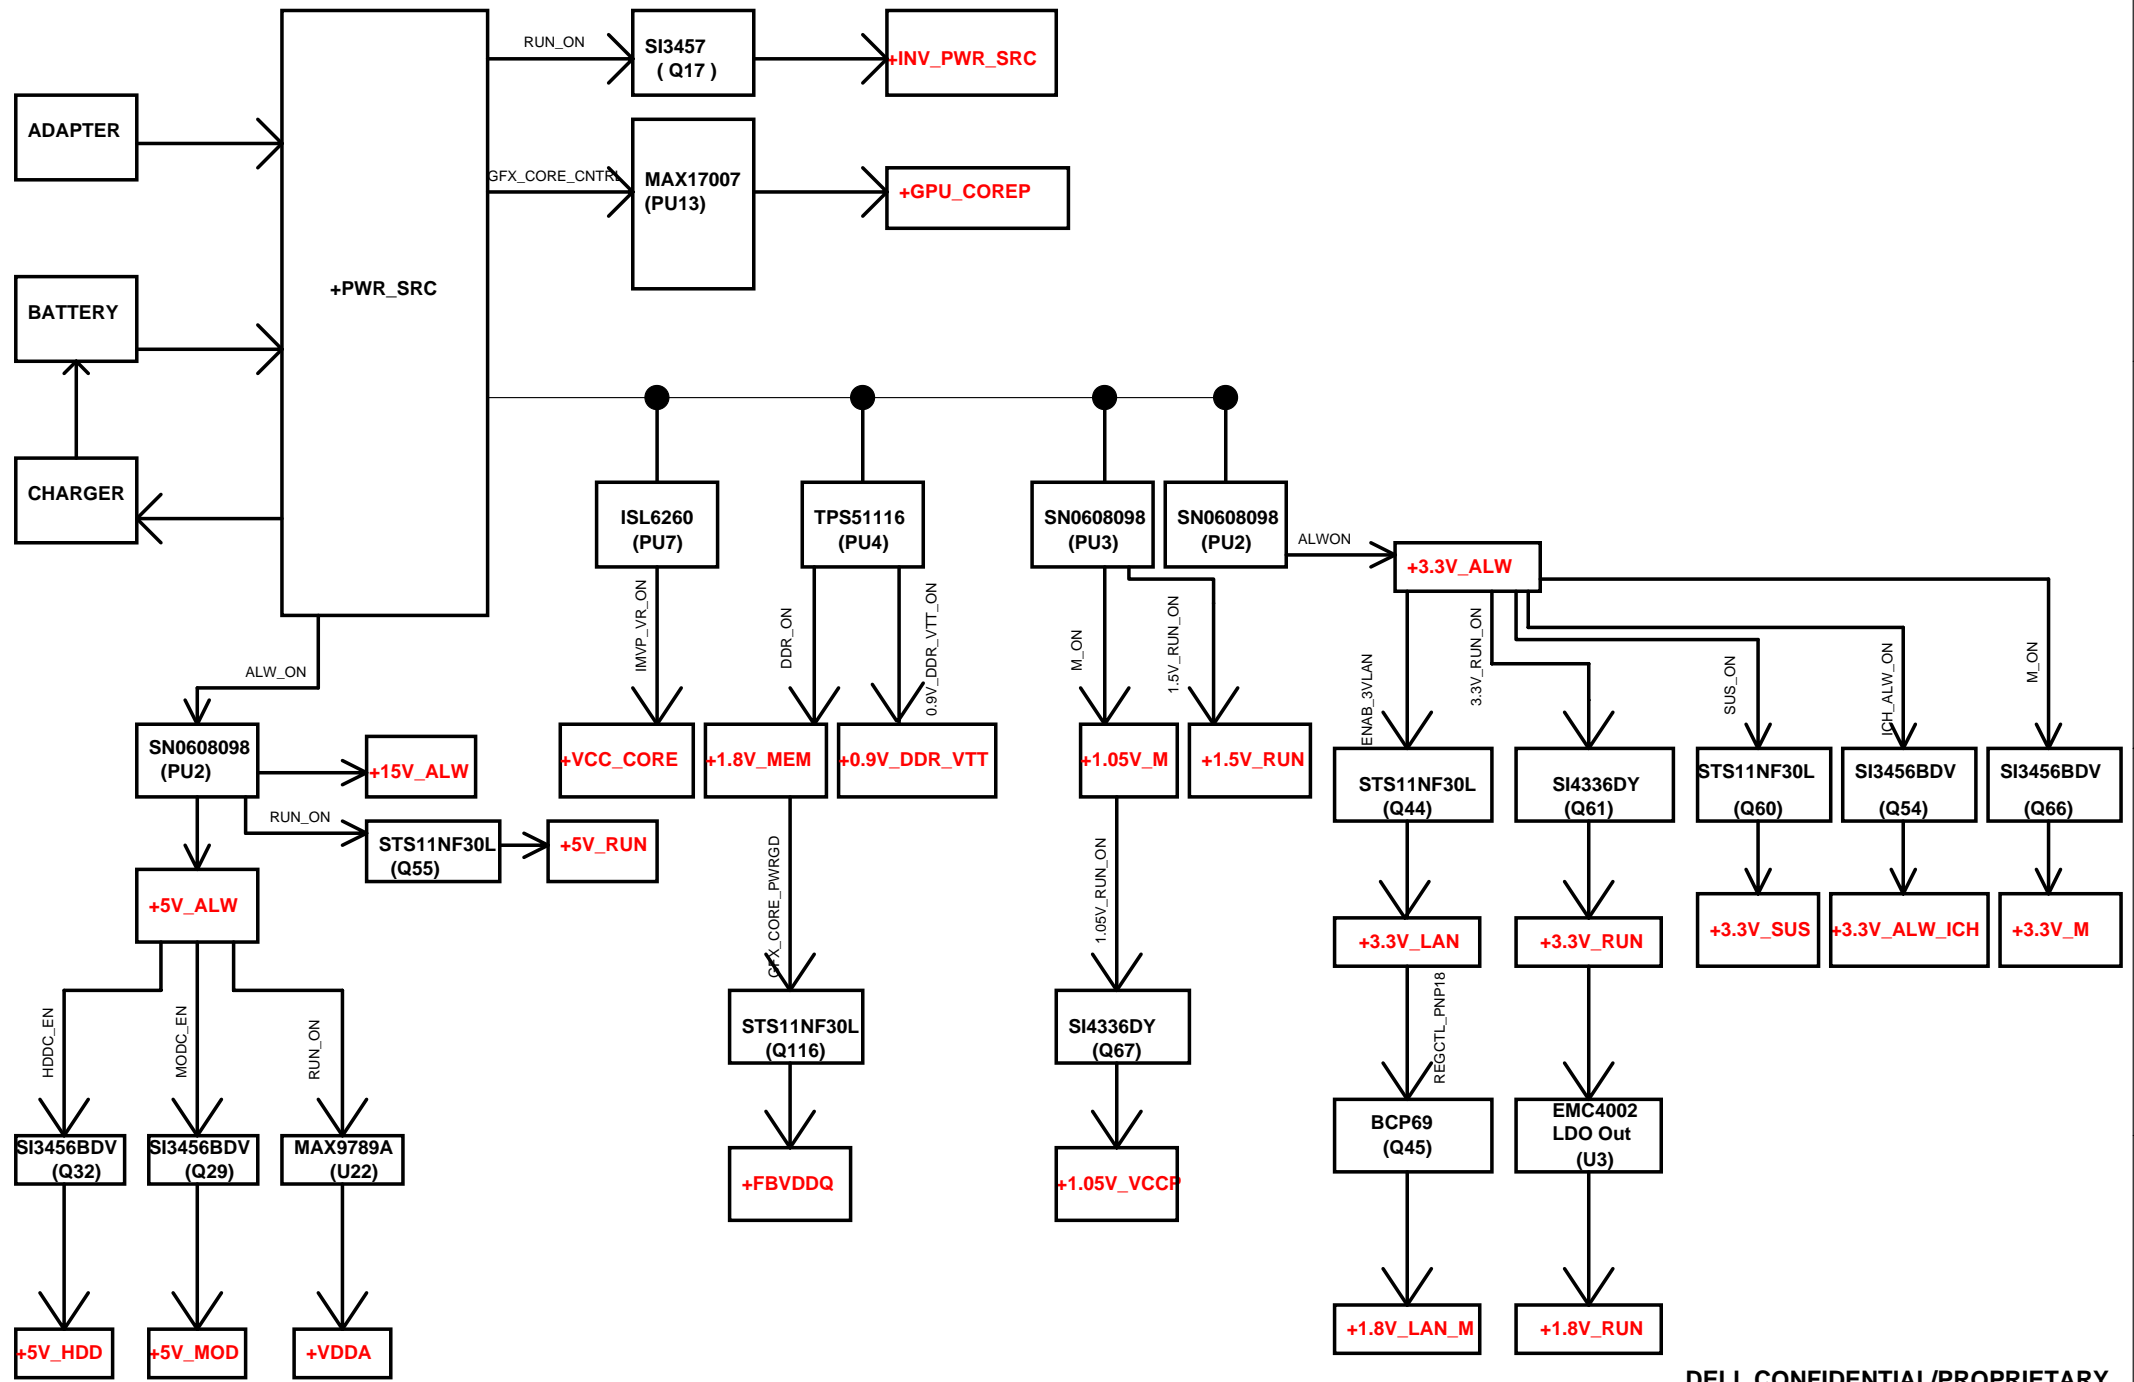 RUN_ON
SI3457
( Q17 )
+INV_PWR_SRC
ADAPTER
GFX_CORE_CNTRL
MAX17007
(PU13)
+GPU_COREP
+PWR_SRC
BATTERY
CHARGER
ISL6260
(PU7)
TPS51116
(PU4)
SN0608098
(PU3)
SN0608098
(PU2)
ALWON
+3.3V_ALW
ALW_ON
IMVP_VR_ON
DDR_ON
0.9V_DDR_VTT_ON
M_ON
1.5V_RUN_ON
ENAB_3VLAN
3.3V_RUN_ON
SUS_ON
ICH_ALW_ON
M_ON
SN0608098
(PU2)
+15V_ALW
+VCC_CORE
+1.8V_MEM
+0.9V_DDR_VTT
+1.05V_M
+1.5V_RUN
STS11NF30L
(Q44)
SI4336DY
(Q61)
STS11NF30L
(Q60)
SI3456BDV
(Q54)
SI3456BDV
(Q66)
RUN_ON
STS11NF30L
(Q55)
+5V_RUN
+5V_ALW
GFX_CORE_PWRGD
1.05V_RUN_ON
+3.3V_LAN
+3.3V_RUN
+3.3V_SUS
+3.3V_ALW_ICH
+3.3V_M
HDDC_EN
MODC_EN
RUN_ON
STS11NF30L
(Q116)
SI4336DY
(Q67)
REGCTL_PNP18
BCP69
(Q45)
EMC4002
LDO Out
(U3)
SI3456BDV
(Q32)
SI3456BDV
(Q29)
MAX9789A
(U22)
+FBVDDQ
+1.05V_VCCP
+5V_HDD
+5V_MOD
+VDDA
+1.8V_LAN_M
+1.8V_RUN
DELL CONFIDENTIAL/PROPRIETARY